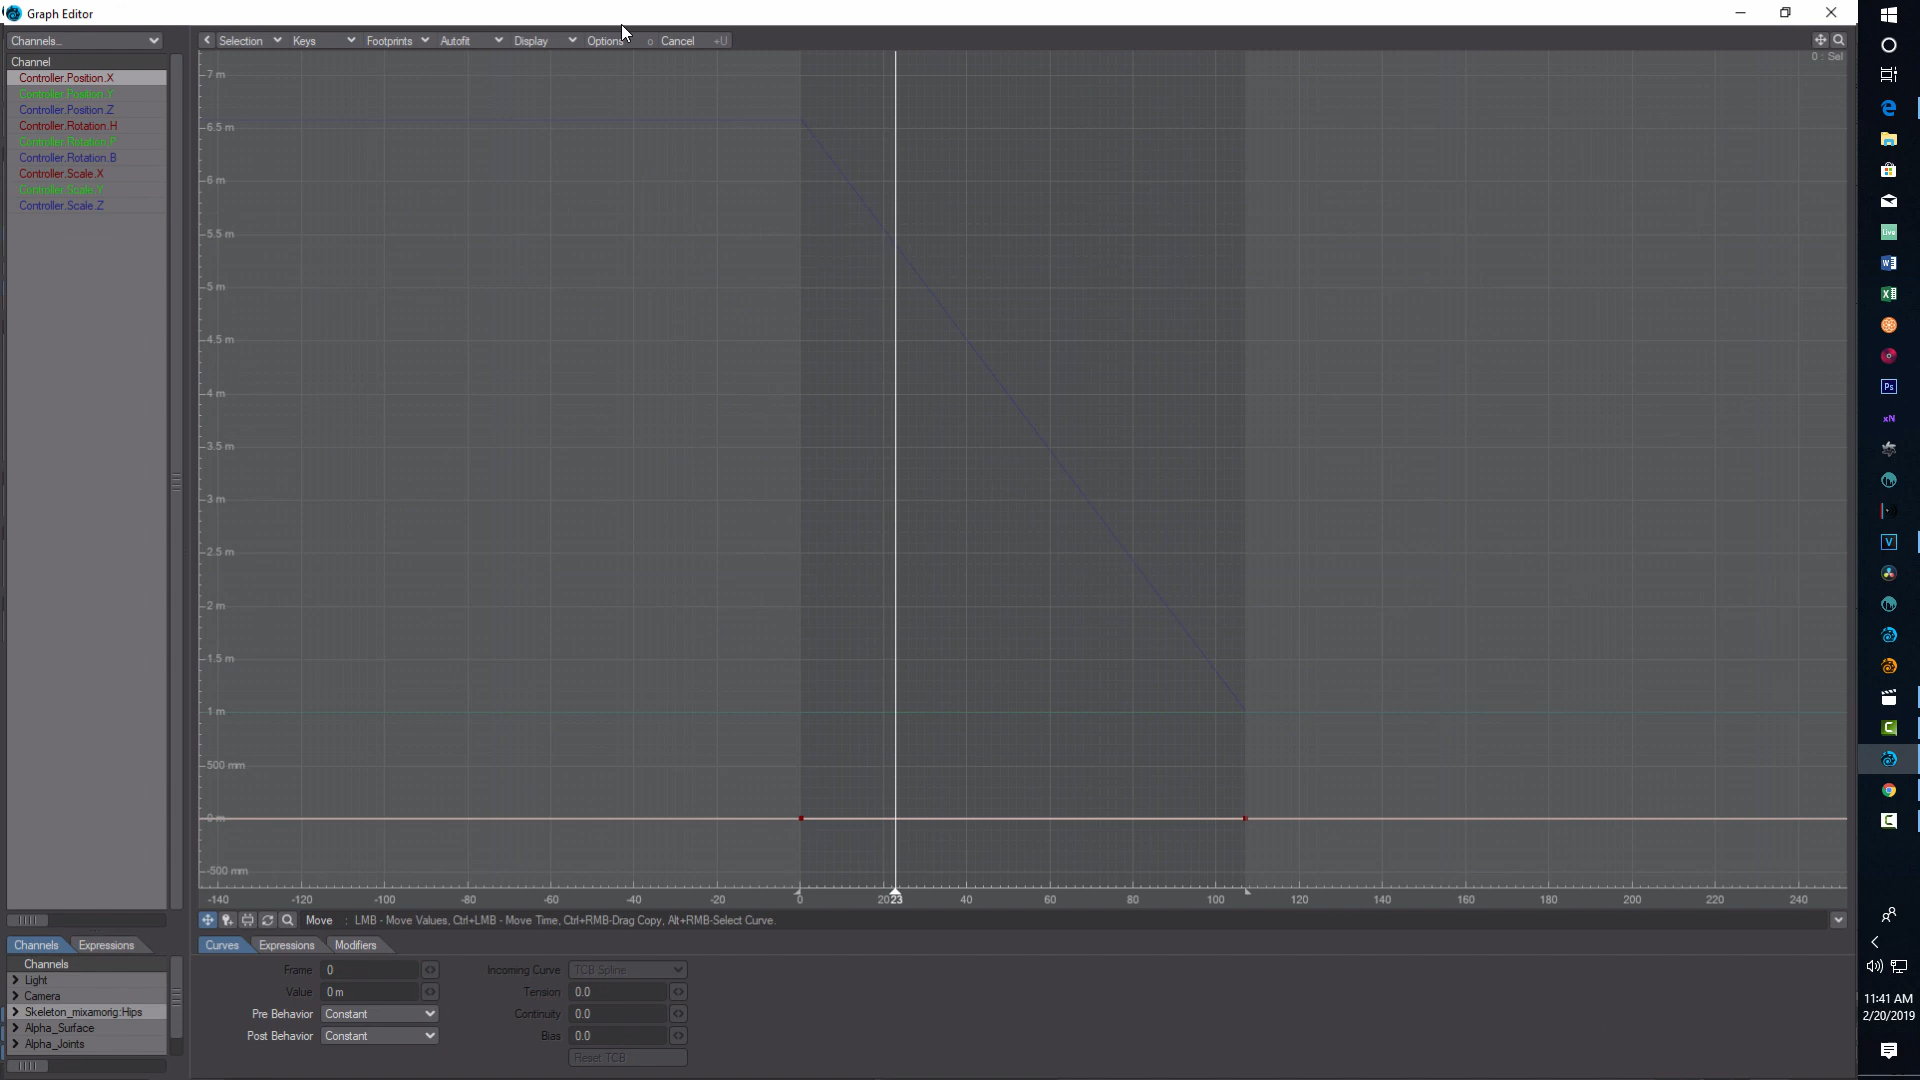 Graph Editor
Channels...
Selection Keys Footprints Autofit Display Options o Cancel +U
0 : Sel
Channel
Controller.Position.X
Controller.Position.Y
Controller.Position.Z
Controller.Rotation.H
Controller.Rotation.P
Controller.Rotation.B
Controller.Scale.X
Controller.Scale.Y
Controller.Scale.Z
7 m
6.5 m
6 m
5.5 m
5 m
4.5 m
4 m
3.5 m
3 m
2.5 m
2 m
1.5 m
1 m
500 mm
0 m
-500 mm
-140 -120 -100 -80 -60 -40 -20 0 20 23 40 60 80 100 120 140 160 180 200 220 240
Move : LMB - Move Values, Ctrl+LMB - Move Time, Ctrl+RMB-Drag Copy, Alt+RMB-Select Curve.
Channels Expressions
Channels
Light
Camera
Skeleton_mixamorig:Hips
Alpha_Surface
Alpha_Joints
Curves Expressions Modifiers
Frame 0
Value 0 m
Pre Behavior Constant
Post Behavior Constant
Incoming Curve TCB Spline
Tension 0.0
Continuity 0.0
Bias 0.0
Reset TCB
Live
W
X
Ps
xN
V
C
C
11:41 AM
2/20/2019